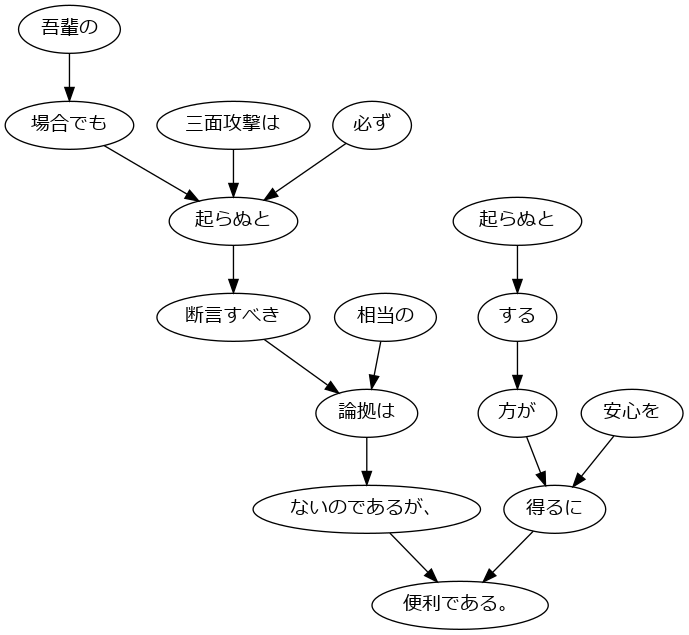 吾輩の
場合でも
三面攻撃は
必ず
起らぬと
起らぬと
断言すべき
相当の
する
論拠は
方が
安心を
ないのであるが、
得るに
便利である。